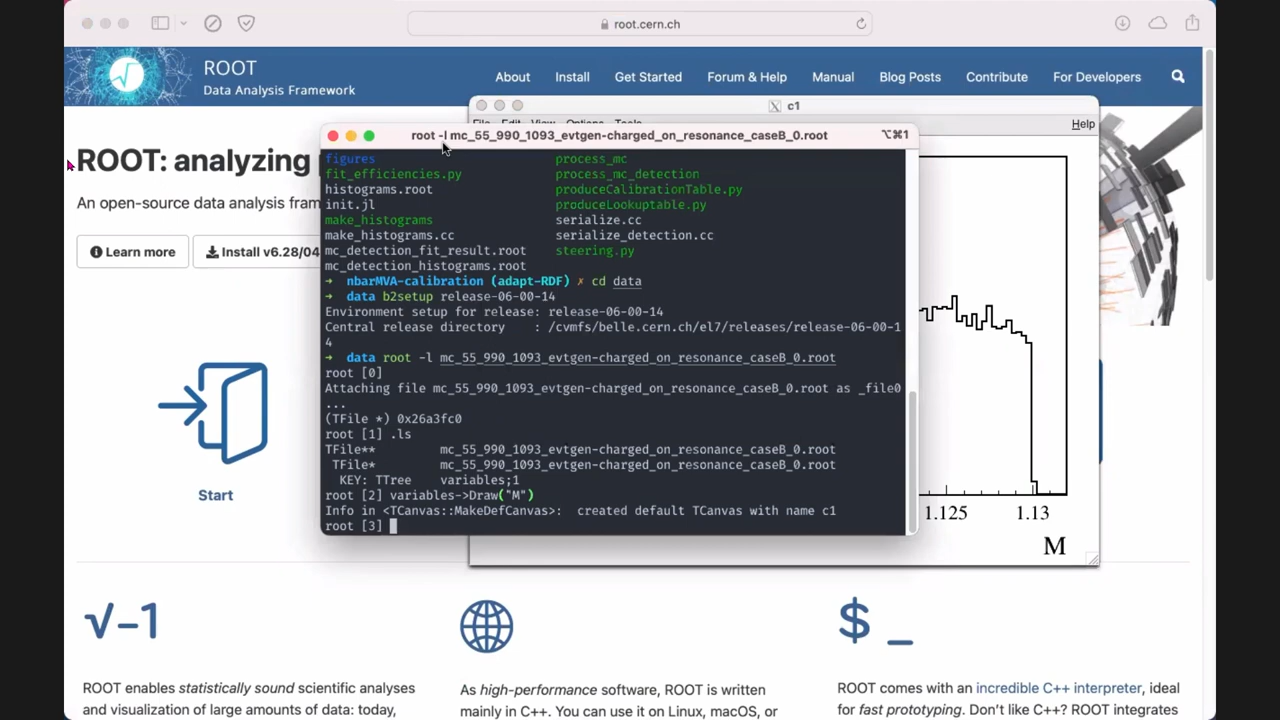 root.cern.ch
ROOT
Data Analysis Framework
About Install Get Started Forum & Help Manual Blog Posts Contribute For Developers
c1
Help
ROOT: analyzing
An open-source data analysis fram
Learn more
Install v6.28/04
Start
root -l mc_55_990_1093_evtgen-charged_on_resonance_caseB_0.root
⌥⌘1
figures process_mc
fit_efficiencies.py process_mc_detection
histograms.root produceCalibrationTable.py
init.jl produceLookuptable.py
make_histograms serialize.cc
make_histograms.cc serialize_detection.cc
mc_detection_fit_result.root steering.py
mc_detection_histograms.root
→ nbarMVA-calibration (adapt-RDF) ✗ cd data
→ data b2setup release-06-00-14
Environment setup for release: release-06-00-14
Central release directory : /cvmfs/belle.cern.ch/el7/releases/release-06-00-1
4
→ data root -l mc_55_990_1093_evtgen-charged_on_resonance_caseB_0.root
root [0]
Attaching file mc_55_990_1093_evtgen-charged_on_resonance_caseB_0.root as _file0
...
(TFile *) 0x26a3fc0
root [1] .ls
TFile** mc_55_990_1093_evtgen-charged_on_resonance_caseB_0.root
TFile* mc_55_990_1093_evtgen-charged_on_resonance_caseB_0.root
KEY: TTree variables;1
root [2] variables->Draw("M")
Info in <TCanvas::MakeDefCanvas>: created default TCanvas with name c1
root [3]
1.125 1.13
M
√-1
$ _
ROOT enables statistically sound scientific analyses
and visualization of large amounts of data: today,
As high-performance software, ROOT is written
mainly in C++. You can use it on Linux, macOS, or
ROOT comes with an incredible C++ interpreter, ideal
for fast prototyping. Don't like C++? ROOT integrates